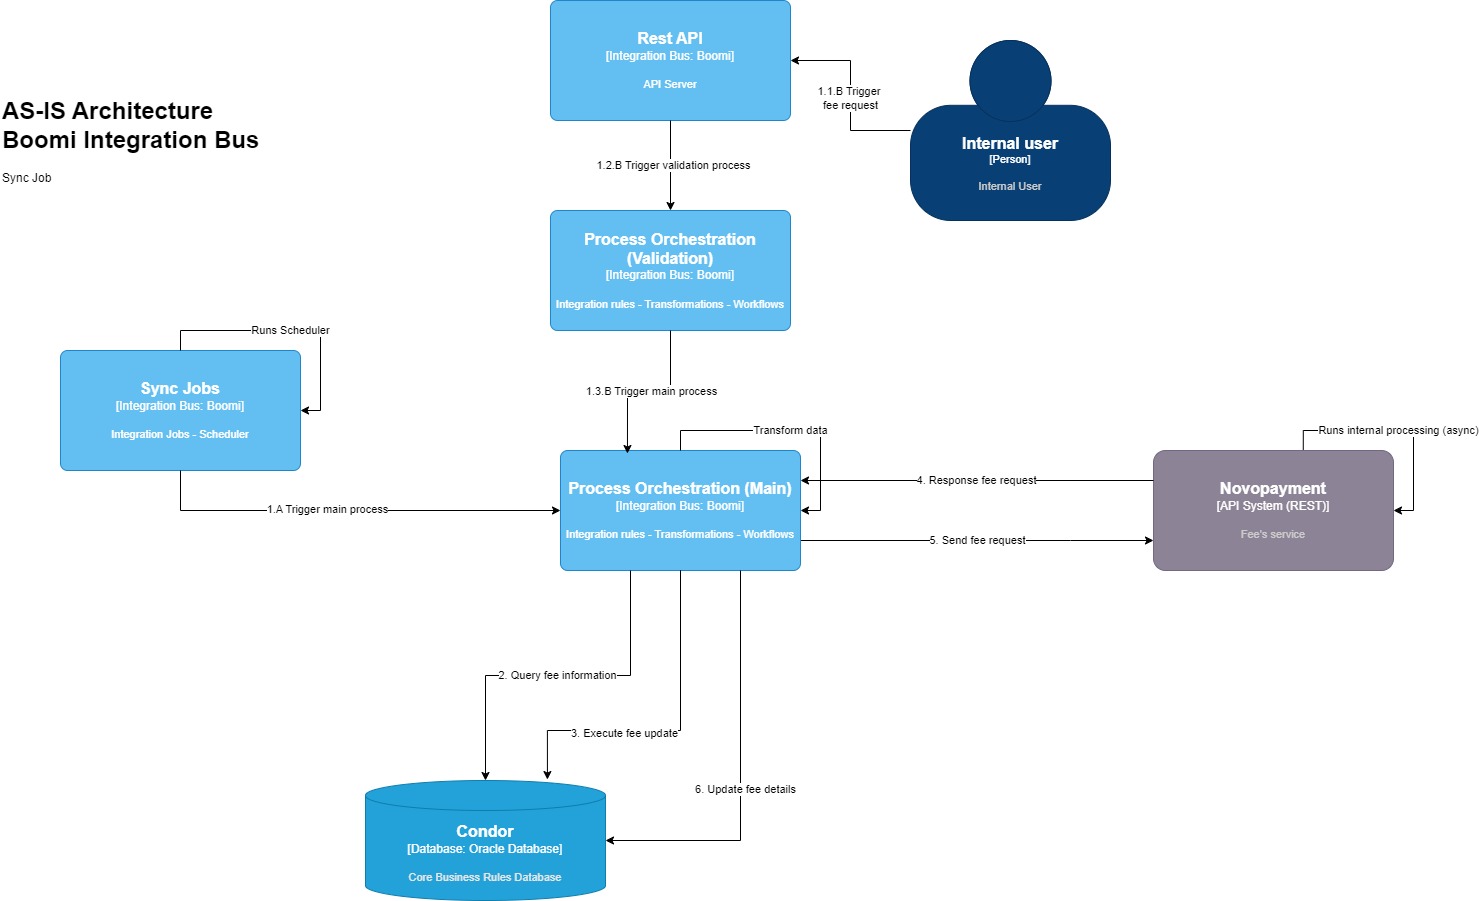 Rest API
[Integration Bus: Boomi]
API Server
1.1.B Trigger
fee request
AS-IS Architecture
Boomi Integration Bus
Sync Job
Internal user
[Person]
Internal User
1.2.B Trigger validation process
Process Orchestration
(Validation)
[Integration Bus: Boomi]
Integration rules - Transformations - Workflows
Runs Scheduler
Sync Jobs
[Integration Bus: Boomi]
Integration Jobs - Scheduler
1.3.B Trigger main process
Transform data
Runs internal processing (async)
Process Orchestration (Main)
[Integration Bus: Boomi]
Integration rules - Transformations - Workflows
4. Response fee request
Novopayment
[API System (REST)]
Fee's service
1.A Trigger main process
5. Send fee request
2. Query fee information
3. Execute fee update
6. Update fee details
Condor
[Database: Oracle Database]
Core Business Rules Database